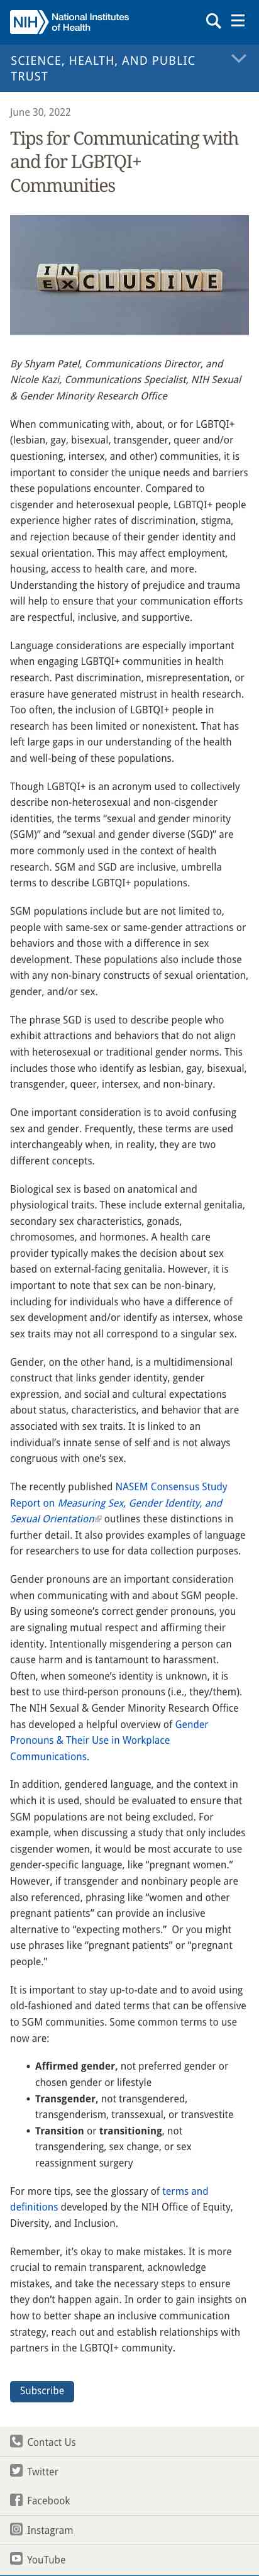 NIH National Institutes
of Health
SCIENCE, HEALTH, AND PUBLIC
TRUST
June 30, 2022
Tips for Communicating with
and for LGBTQI+
Communities
IN
EXCLUSIVE
By Shyam Patel, Communications Director, and
Nicole Kazi, Communications Specialist, NIH Sexual
& Gender Minority Research Office
When communicating with, about, or for LGBTQI+
(lesbian, gay, bisexual, transgender, queer and/or
questioning, intersex, and other) communities, it is
important to consider the unique needs and barriers
these populations encounter. Compared to
cisgender and heterosexual people, LGBTQI+ people
experience higher rates of discrimination, stigma,
and rejection because of their gender identity and
sexual orientation. This may affect employment,
housing, access to health care, and more.
Understanding the history of prejudice and trauma
will help to ensure that your communication efforts
are respectful, inclusive, and supportive.
Language considerations are especially important
when engaging LGBTQI+ communities in health
research. Past discrimination, misrepresentation, or
erasure have generated mistrust in health research.
Too often, the inclusion of LGBTQI+ people in
research has been limited or nonexistent. That has
left large gaps in our understanding of the health
and well-being of these populations.
Though LGBTQI+ is an acronym used to collectively
describe non-heterosexual and non-cisgender
identities, the terms “sexual and gender minority
(SGM)” and “sexual and gender diverse (SGD)” are
more commonly used in the context of health
research. SGM and SGD are inclusive, umbrella
terms to describe LGBTQI+ populations.
SGM populations include but are not limited to,
people with same-sex or same-gender attractions or
behaviors and those with a difference in sex
development. These populations also include those
with any non-binary constructs of sexual orientation,
gender, and/or sex.
The phrase SGD is used to describe people who
exhibit attractions and behaviors that do not align
with heterosexual or traditional gender norms. This
includes those who identify as lesbian, gay, bisexual,
transgender, queer, intersex, and non-binary.
One important consideration is to avoid confusing
sex and gender. Frequently, these terms are used
interchangeably when, in reality, they are two
different concepts.
Biological sex is based on anatomical and
physiological traits. These include external genitalia,
secondary sex characteristics, gonads,
chromosomes, and hormones. A health care
provider typically makes the decision about sex
based on external-facing genitalia. However, it is
important to note that sex can be non-binary,
including for individuals who have a difference of
sex development and/or identify as intersex, whose
sex traits may not all correspond to a singular sex.
Gender, on the other hand, is a multidimensional
construct that links gender identity, gender
expression, and social and cultural expectations
about status, characteristics, and behavior that are
associated with sex traits. It is linked to an
individual’s innate sense of self and is not always
congruous with one’s sex.
The recently published NASEM Consensus Study
Report on Measuring Sex, Gender Identity, and
Sexual Orientation outlines these distinctions in
further detail. It also provides examples of language
for researchers to use for data collection purposes.
Gender pronouns are an important consideration
when communicating with and about SGM people.
By using someone’s correct gender pronouns, you
are signaling mutual respect and affirming their
identity. Intentionally misgendering a person can
cause harm and is tantamount to harassment.
Often, when someone’s identity is unknown, it is
best to use third-person pronouns (i.e., they/them).
The NIH Sexual & Gender Minority Research Office
has developed a helpful overview of Gender
Pronouns & Their Use in Workplace
Communications.
In addition, gendered language, and the context in
which it is used, should be evaluated to ensure that
SGM populations are not being excluded. For
example, when discussing a study that only includes
cisgender women, it would be most accurate to use
gender-specific language, like “pregnant women.”
However, if transgender and nonbinary people are
also referenced, phrasing like “women and other
pregnant patients” can provide an inclusive
alternative to “expecting mothers.”  Or you might
use phrases like “pregnant patients” or “pregnant
people.”
It is important to stay up-to-date and to avoid using
old-fashioned and dated terms that can be offensive
to SGM communities. Some common terms to use
now are:
• Affirmed gender, not preferred gender or
chosen gender or lifestyle
• Transgender, not transgendered,
transgenderism, transsexual, or transvestite
• Transition or transitioning, not
transgendering, sex change, or sex
reassignment surgery
For more tips, see the glossary of terms and
definitions developed by the NIH Office of Equity,
Diversity, and Inclusion.
Remember, it’s okay to make mistakes. It is more
crucial to remain transparent, acknowledge
mistakes, and take the necessary steps to ensure
they don’t happen again. In order to gain insights on
how to better shape an inclusive communication
strategy, reach out and establish relationships with
partners in the LGBTQI+ community.
Subscribe
Contact Us
Twitter
Facebook
Instagram
YouTube